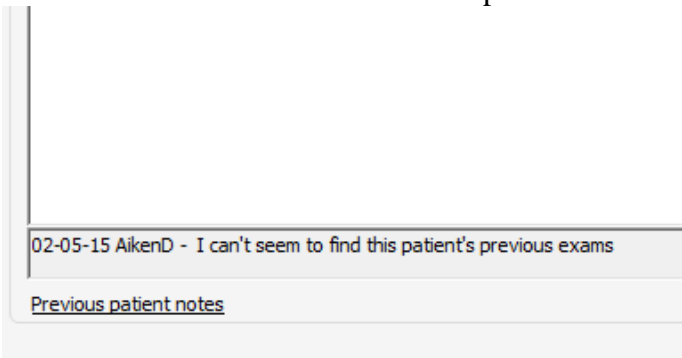 02-05-15 AikenD - I can't seem to find this patient's previous exams
Previous patient notes